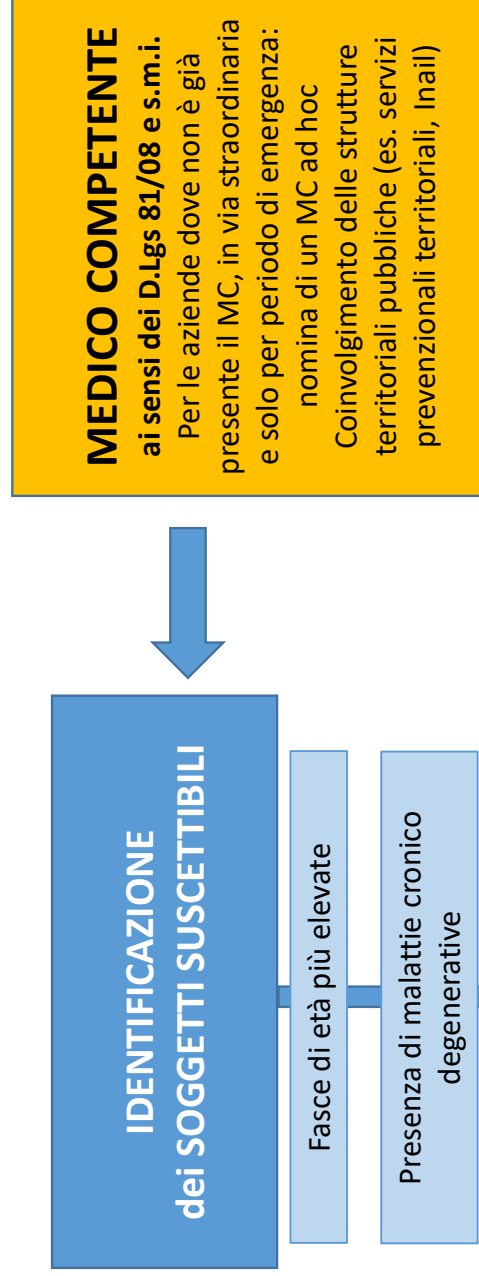 IDENTIFICAZIONE
dei SOGGETTI SUSCETTIBILI
Fasce di età più elevate
Presenza di malattie cronico
degenerative
MEDICO COMPETENTE
ai sensi dei D.Lgs 81/08 e s.m.i.
Per le aziende dove non è già
presente il MC, in via straordinaria
e solo per periodo di emergenza:
nomina di un MC ad hoc
Coinvolgimento delle strutture
territoriali pubbliche (es. servizi
prevenzionali territoriali, Inail)